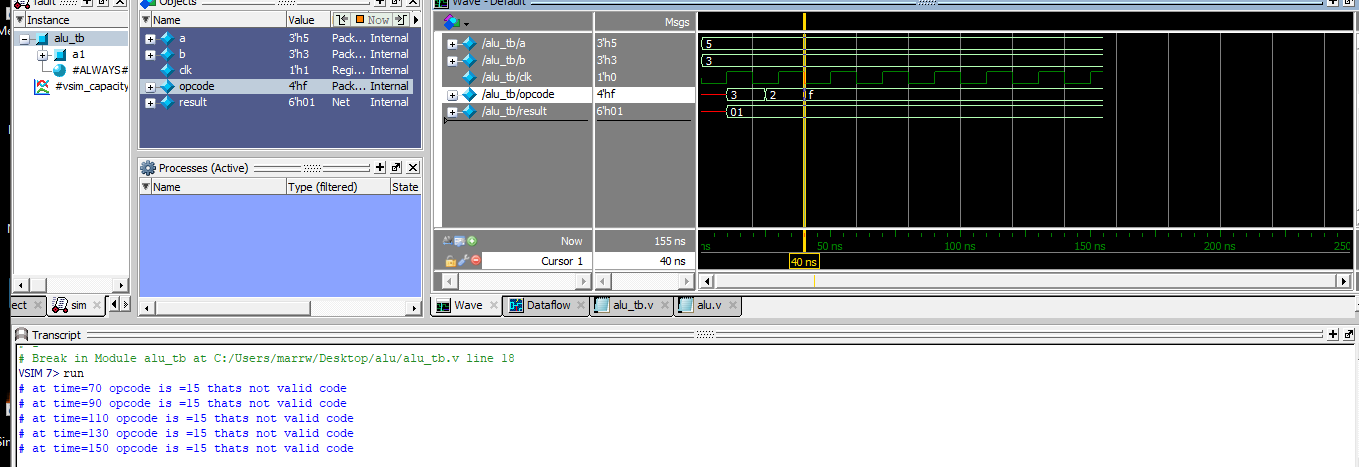 fault
Objects
Wave - Default
Instance
Name Value Now
Msgs
alu_tb
a1
#ALWAYS#
#vsim_capacity
a 3'h5 Pack... Internal
b 3'h3 Pack... Internal
clk 1'h1 Regi... Internal
opcode 4'hf Pack... Internal
result 6'h01 Net Internal
/alu_tb/a 3'h5 5
/alu_tb/b 3'h3 3
/alu_tb/clk 1'h0
/alu_tb/opcode 4'hf 3 2 f
/alu_tb/result 6'h01 01
Processes (Active)
Name Type (filtered) State
Now 155 ns ns 50 ns 100 ns 150 ns 200 ns 250
Cursor 1 40 ns 40 ns
ect sim
Wave Dataflow alu_tb.v alu.v
Transcript
# Break in Module alu_tb at C:/Users/marrw/Desktop/alu/alu_tb.v line 18
VSIM 7> run
# at time=70 opcode is =15 thats not valid code
# at time=90 opcode is =15 thats not valid code
# at time=110 opcode is =15 thats not valid code
# at time=130 opcode is =15 thats not valid code
# at time=150 opcode is =15 thats not valid code